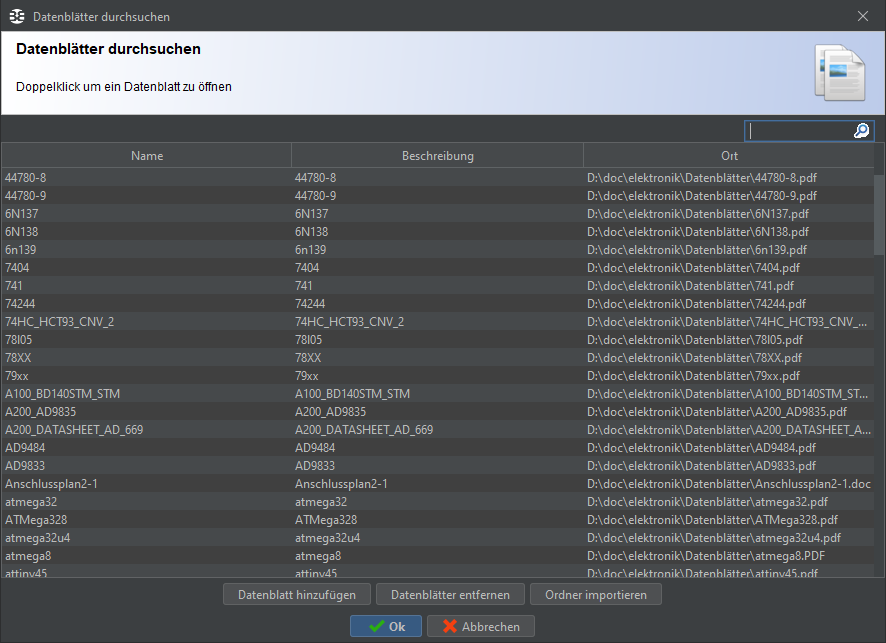 Datenblätter durchsuchen
Datenblätter durchsuchen
Doppelklick um ein Datenblatt zu öffnen
Name Beschreibung Ort
44780-8 44780-8 D:\doc\elektronik\Datenblätter\44780-8.pdf
44780-9 44780-9 D:\doc\elektronik\Datenblätter\44780-9.pdf
6N137 6N137 D:\doc\elektronik\Datenblätter\6N137.pdf
6N138 6N138 D:\doc\elektronik\Datenblätter\6N138.pdf
6n139 6n139 D:\doc\elektronik\Datenblätter\6n139.pdf
7404 7404 D:\doc\elektronik\Datenblätter\7404.pdf
741 741 D:\doc\elektronik\Datenblätter\741.pdf
74244 74244 D:\doc\elektronik\Datenblätter\74244.pdf
74HC_HCT93_CNV_2 74HC_HCT93_CNV_2 D:\doc\elektronik\Datenblätter\74HC_HCT93_CNV_...
78l05 78l05 D:\doc\elektronik\Datenblätter\78l05.pdf
78XX 78XX D:\doc\elektronik\Datenblätter\78XX.pdf
79xx 79xx D:\doc\elektronik\Datenblätter\79xx.pdf
A100_BD140STM_STM A100_BD140STM_STM D:\doc\elektronik\Datenblätter\A100_BD140STM_ST...
A200_AD9835 A200_AD9835 D:\doc\elektronik\Datenblätter\A200_AD9835.pdf
A200_DATASHEET_AD_669 A200_DATASHEET_AD_669 D:\doc\elektronik\Datenblätter\A200_DATASHEET_A...
AD9484 AD9484 D:\doc\elektronik\Datenblätter\AD9484.pdf
AD9833 AD9833 D:\doc\elektronik\Datenblätter\AD9833.pdf
Anschlussplan2-1 Anschlussplan2-1 D:\doc\elektronik\Datenblätter\Anschlussplan2-1.doc
atmega32 atmega32 D:\doc\elektronik\Datenblätter\atmega32.pdf
ATMega328 ATMega328 D:\doc\elektronik\Datenblätter\ATMega328.pdf
atmega32u4 atmega32u4 D:\doc\elektronik\Datenblätter\atmega32u4.pdf
atmega8 atmega8 D:\doc\elektronik\Datenblätter\atmega8.PDF
attiny45 attiny45 D:\doc\elektronik\Datenblätter\attiny45.pdf
Datenblatt hinzufügen Datenblätter entfernen Ordner importieren
Ok Abbrechen